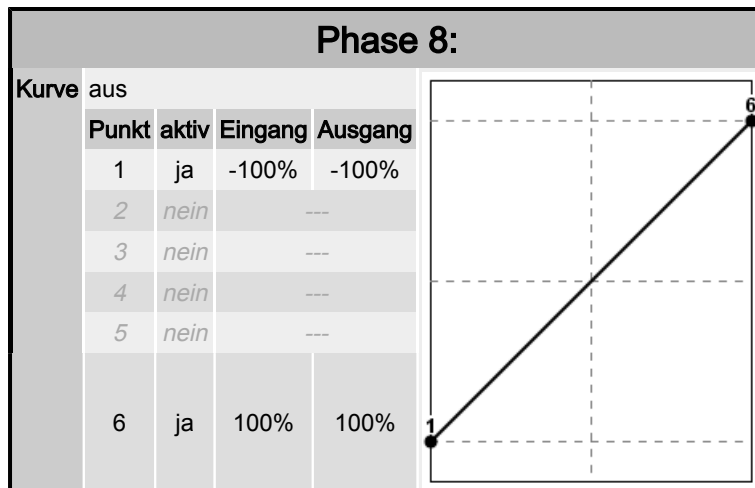 Phase 8:
Kurve aus
Punkt aktiv Eingang Ausgang
1 ja -100% -100%
2 nein ---
3 nein ---
4 nein ---
5 nein ---
6 ja 100% 100%
6
1